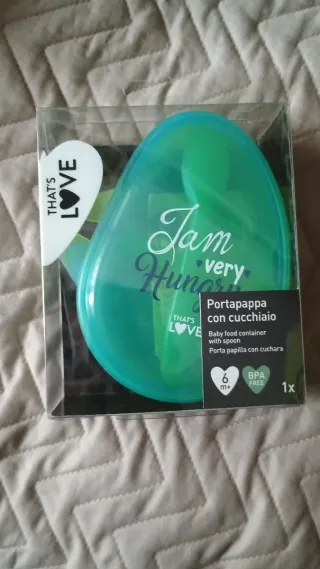 THAT'S
LOVE
Jam
very
Hungry
THAT'S
LOVE
Portapappa
con cucchiaio
Baby food container
with spoon
Porta papilla con cuchara
6
m+
BPA
FREE
1x